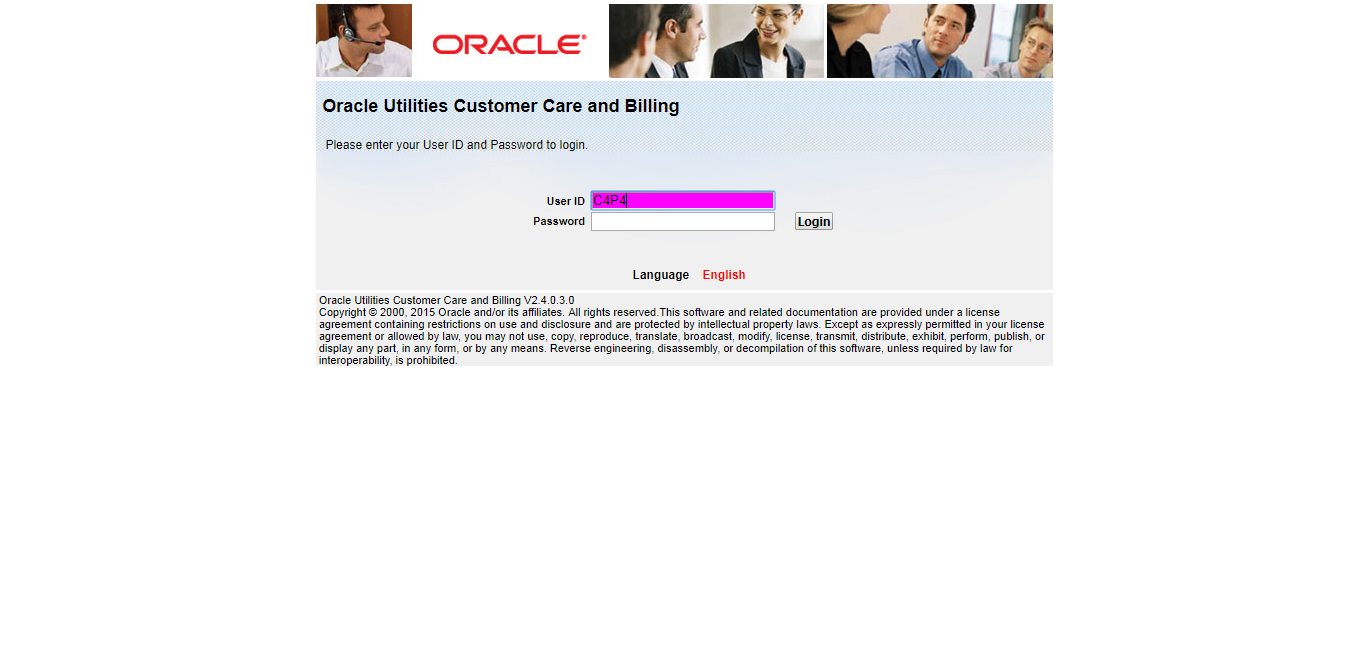 ORACLE®
Oracle Utilities Customer Care and Billing
Please enter your User ID and Password to login.
User ID C4P4
Password Login
Language English
Oracle Utilities Customer Care and Billing V2.4.0.3.0
Copyright © 2000, 2015 Oracle and/or its affiliates. All rights reserved.This software and related documentation are provided under a license
agreement containing restrictions on use and disclosure and are protected by intellectual property laws. Except as expressly permitted in your license
agreement or allowed by law, you may not use, copy, reproduce, translate, broadcast, modify, license, transmit, distribute, exhibit, perform, publish, or
display any part, in any form, or by any means. Reverse engineering, disassembly, or decompilation of this software, unless required by law for
interoperability, is prohibited.